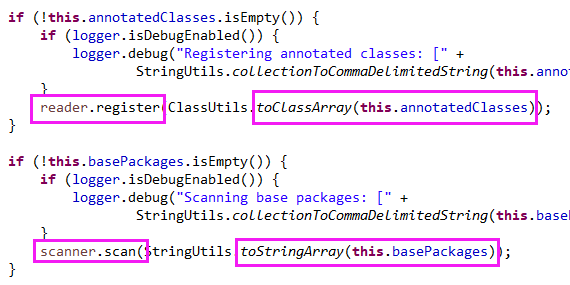 if (!this.annotatedClasses.isEmpty()) {
if (logger.isDebugEnabled()) {
logger.debug("Registering annotated classes: [" +
StringUtils.collectionToCommaDelimitedString(this.anno
}
reader.register(ClassUtils.toClassArray(this.annotatedClasses));
}
if (!this.basePackages.isEmpty()) {
if (logger.isDebugEnabled()) {
logger.debug("Scanning base packages: [" +
StringUtils.collectionToCommaDelimitedString(this.base
}
scanner.scan(StringUtils.toStringArray(this.basePackages));
}